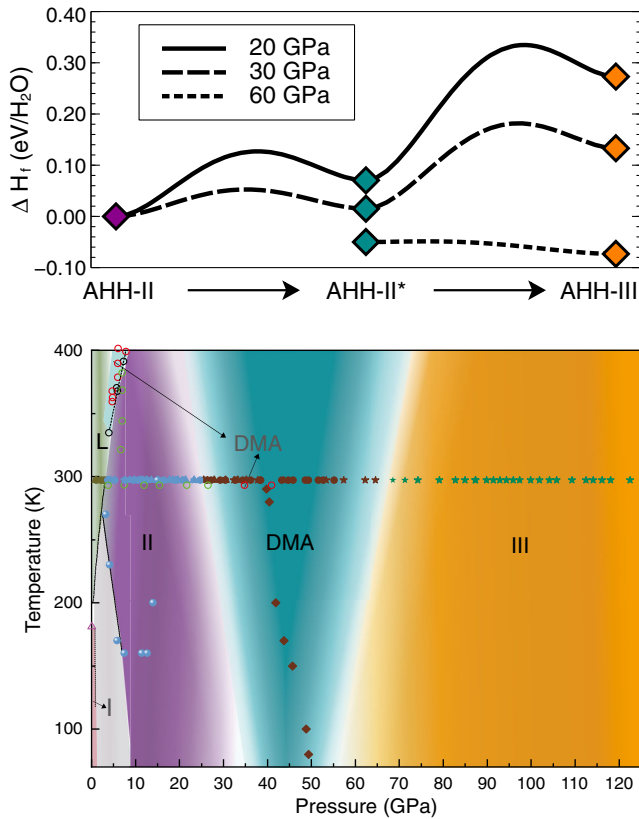 0.40
0.30
0.20
0.10
0.00
−0.10
Δ Hf (eV/H2O)
20 GPa
30 GPa
60 GPa
AHH-II
AHH-II*
AHH-III
400
300
200
100
Temperature (K)
L
DMA
II
DMA
III
I
0 10 20 30 40 50 60 70 80 90 100 110 120
Pressure (GPa)